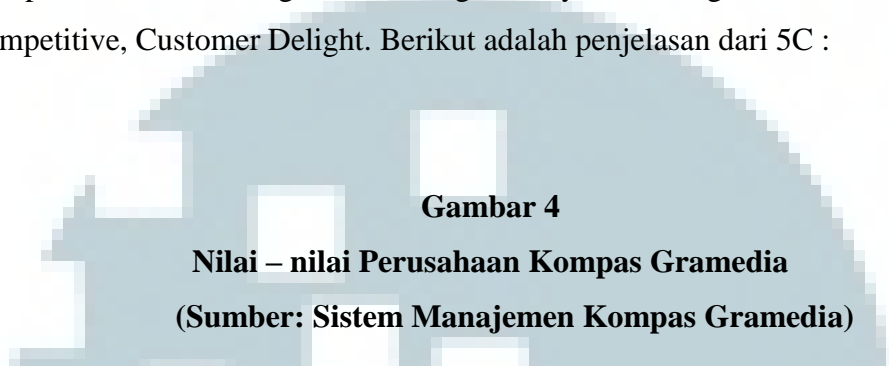 mpetitive, Customer Delight. Berikut adalah penjelasan dari 5C :
Gambar 4
Nilai – nilai Perusahaan Kompas Gramedia
(Sumber: Sistem Manajemen Kompas Gramedia)